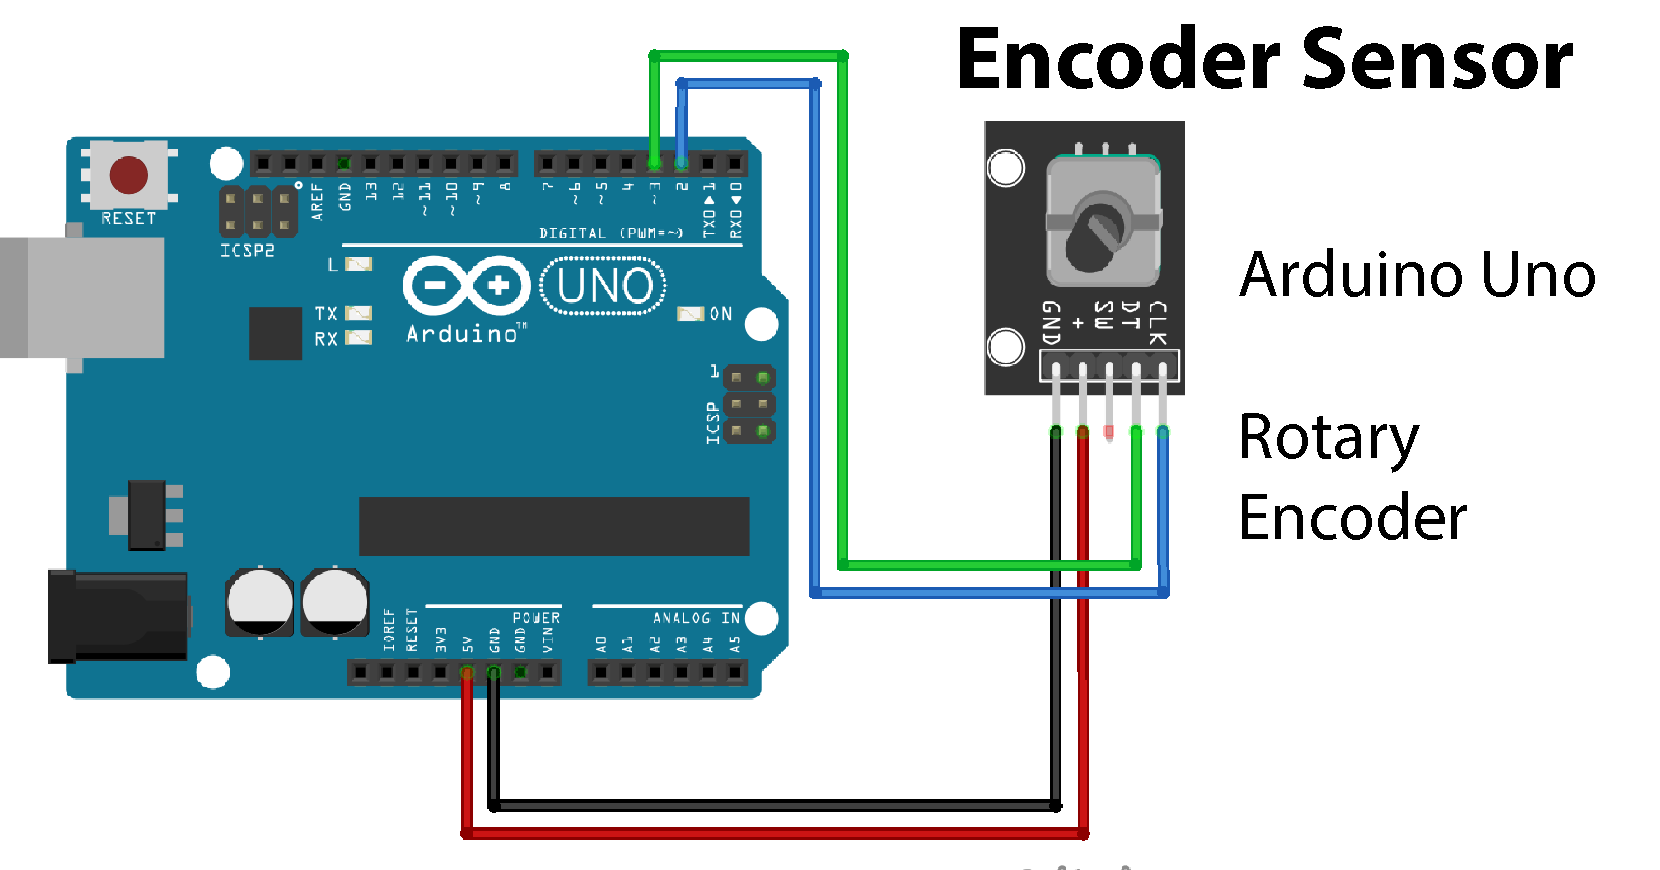 Encoder Sensor
RESET
ICSP2
AREF
GND
13
12
~11
~10
~9
8
7
~6
~5
4
~3
2
TX0▶1
RX0◀0
DIGITAL (PWM=~)
L
TX
RX
Arduino™
UNO
ON
1
ICSP
GND
+
SW
DT
CLK
Arduino Uno
Rotary
Encoder
IOREF
RESET
3V3
5V
GND
GND
VIN
POWER
ANALOG IN
A0
A1
A2
A3
A4
A5